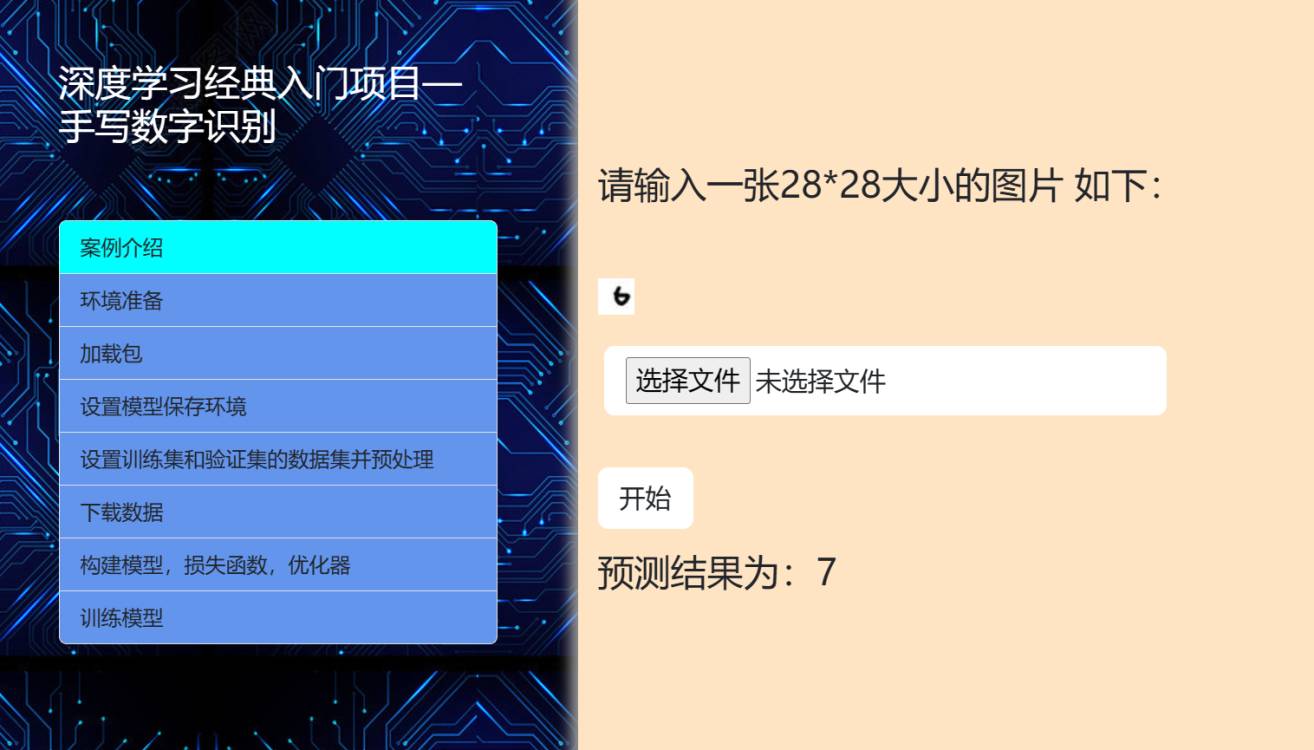 深度学习经典入门项目—
手写数字识别
案例介绍
环境准备
加载包
设置模型保存环境
设置训练集和验证集的数据集并预处理
下载数据
构建模型，损失函数，优化器
训练模型
请输入一张28*28大小的图片 如下：
6
选择文件 未选择文件
开始
预测结果为：7